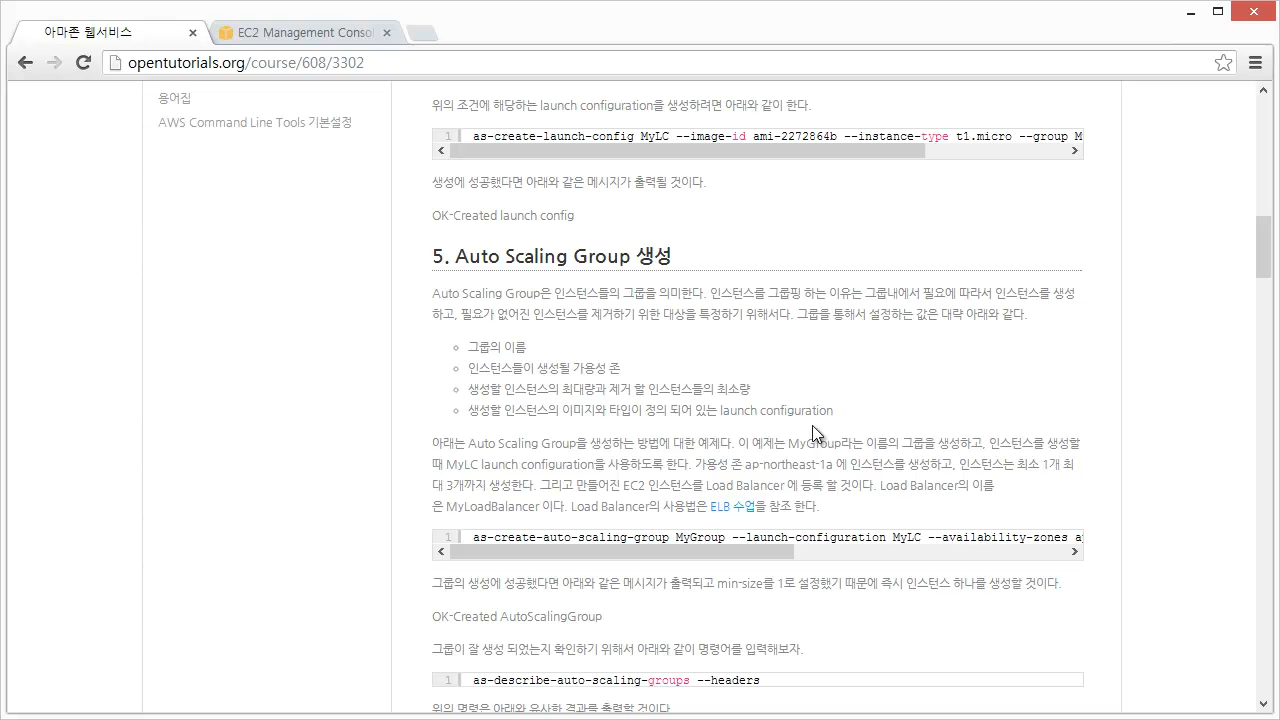 아마존 웹서비스
EC2 Management Consol
opentutorials.org/course/608/3302
용어집
AWS Command Line Tools 기본설정
위의 조건에 해당하는 launch configuration을 생성하려면 아래와 같이 한다.
1 as-create-launch-config MyLC --image-id ami-2272864b --instance-type t1.micro --group M
생성에 성공했다면 아래와 같은 메시지가 출력될 것이다.
OK-Created launch config
5. Auto Scaling Group 생성
Auto Scaling Group은 인스턴스들의 그룹을 의미한다. 인스턴스를 그룹핑 하는 이유는 그룹내에서 필요에 따라서 인스턴스를 생성
하고, 필요가 없어진 인스턴스를 제거하기 위한 대상을 특정하기 위해서다. 그룹을 통해서 설정하는 값은 대략 아래와 같다.
그룹의 이름
인스턴스들이 생성될 가용성 존
생성할 인스턴스의 최대량과 제거 할 인스턴스들의 최소량
생성할 인스턴스의 이미지와 타입이 정의 되어 있는 launch configuration
아래는 Auto Scaling Group을 생성하는 방법에 대한 예제다. 이 예제는 MyGroup라는 이름의 그룹을 생성하고, 인스턴스를 생성할
때 MyLC launch configuration을 사용하도록 한다. 가용성 존 ap-northeast-1a 에 인스턴스를 생성하고, 인스턴스는 최소 1개 최
대 3개까지 생성한다. 그리고 만들어진 EC2 인스턴스를 Load Balancer 에 등록 할 것이다. Load Balancer의 이름
은 MyLoadBalancer 이다. Load Balancer의 사용법은 ELB 수업을 참조 한다.
1 as-create-auto-scaling-group MyGroup --launch-configuration MyLC --availability-zones a
그룹의 생성에 성공했다면 아래와 같은 메시지가 출력되고 min-size를 1로 설정했기 때문에 즉시 인스턴스 하나를 생성할 것이다.
OK-Created AutoScalingGroup
그룹이 잘 생성 되었는지 확인하기 위해서 아래와 같이 명령어를 입력해보자.
1 as-describe-auto-scaling-groups --headers
위의 명령은 아래와 유사한 결과를 출력할 것이다